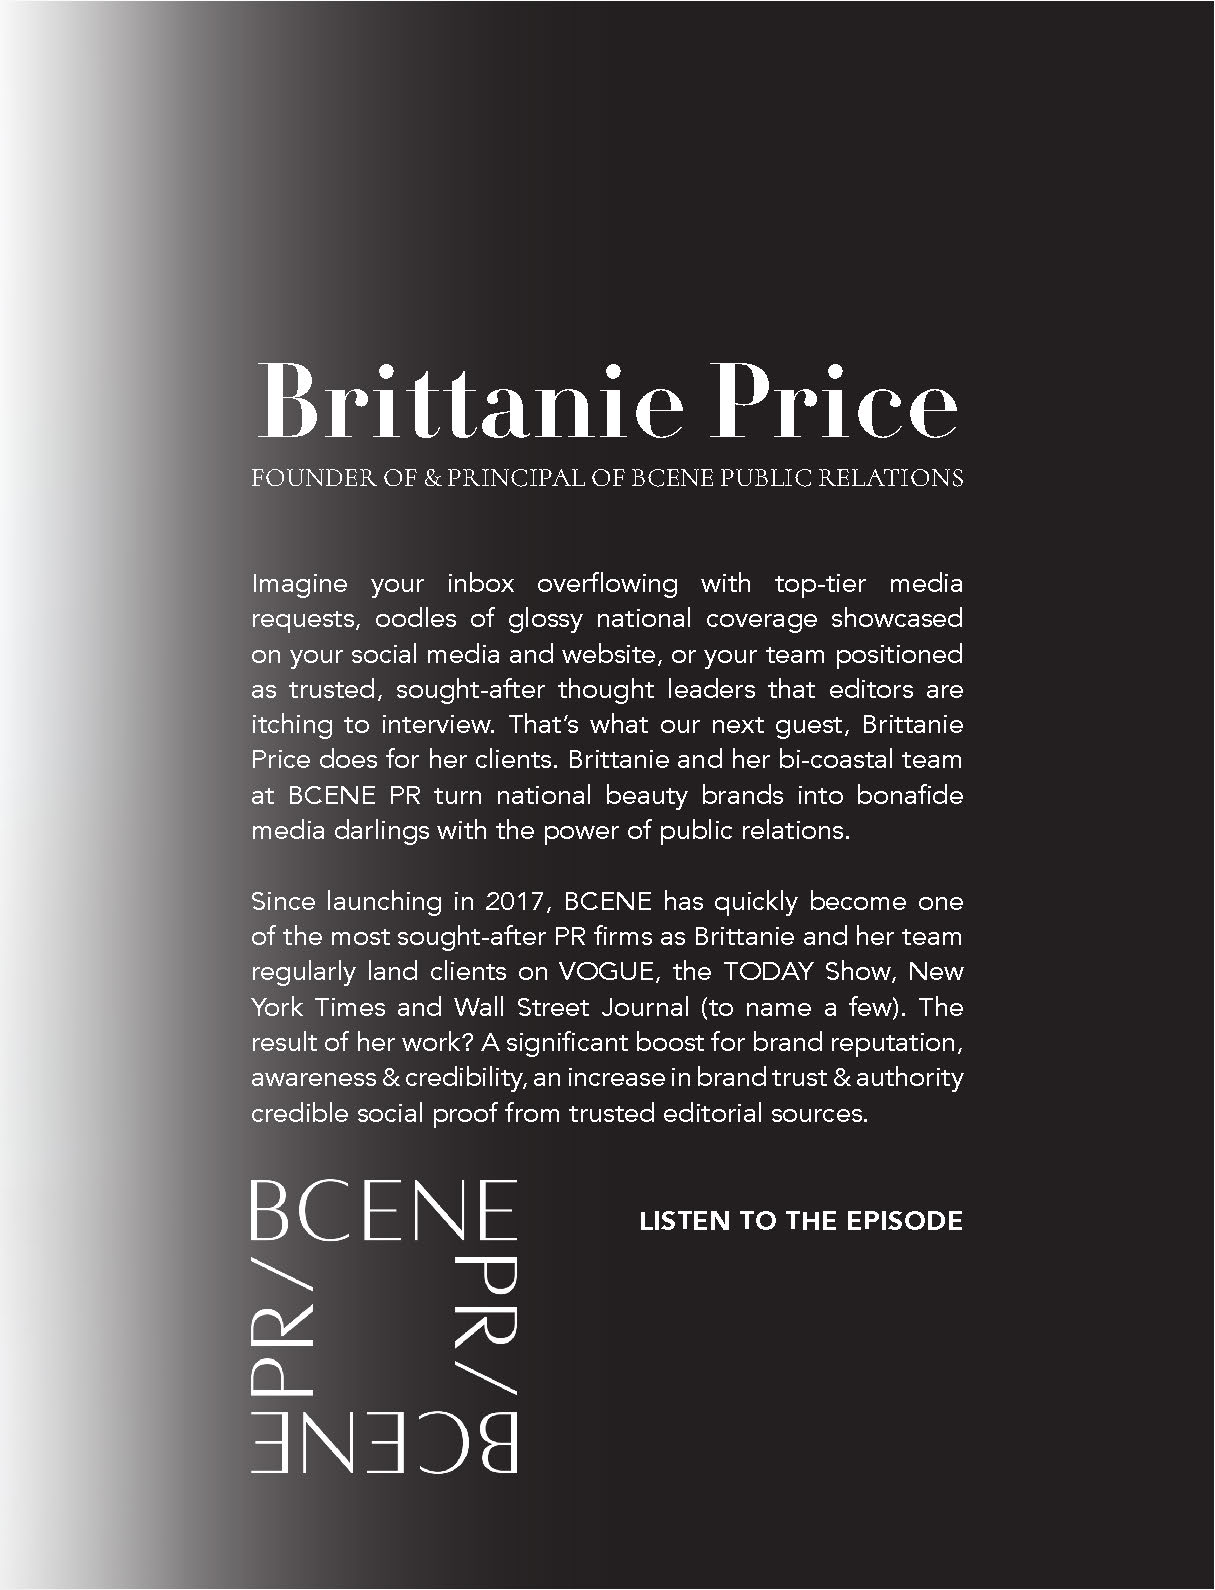 Brittanie Price
FOUNDER OF & PRINCIPAL OF BCENE PUBLIC RELATIONS
Imagine your inbox overflowing with top-tier media
requests, oodles of glossy national coverage showcased
on your social media and website, or your team positioned
as trusted, sought-after thought leaders that editors are
itching to interview. That’s what our next guest, Brittanie
Price does for her clients. Brittanie and her bi-coastal team
at BCENE PR turn national beauty brands into bonafide
media darlings with the power of public relations.
Since launching in 2017, BCENE has quickly become one
of the most sought-after PR firms as Brittanie and her team
regularly land clients on VOGUE, the TODAY Show, New
York Times and Wall Street Journal (to name a few). The
result of her work? A significant boost for brand reputation,
awareness & credibility, an increase in brand trust & authority
credible social proof from trusted editorial sources.
BCENE
PR/
BCENE
PR/
LISTEN TO THE EPISODE